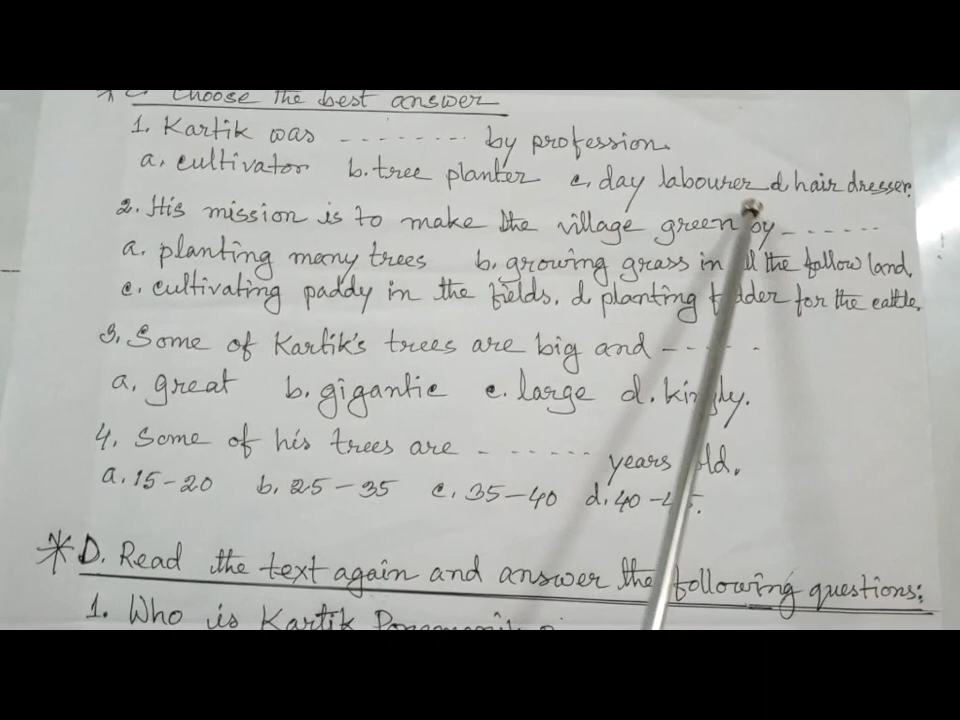 * C. Choose the best answer
1. Kartik was - - - - - - - - by profession.
a. cultivator b. tree planter c. day labourer d hair dresser.
2. His mission is to make the village green by - - - - - - -
a. planting many trees b. growing grass in the fallow land.
c. cultivating paddy in the fields. d planting for the cattle.
3. Some of Kartik's trees are big and - - - - - -
a. great b. gigantic c. large d. kingly.
4. Some of his trees are - - - - - - - years old.
a. 15-20 b. 25-35 c. 35-40 d. 40-45.
* D. Read the text again and answer the following questions:
1. Who is Kartik